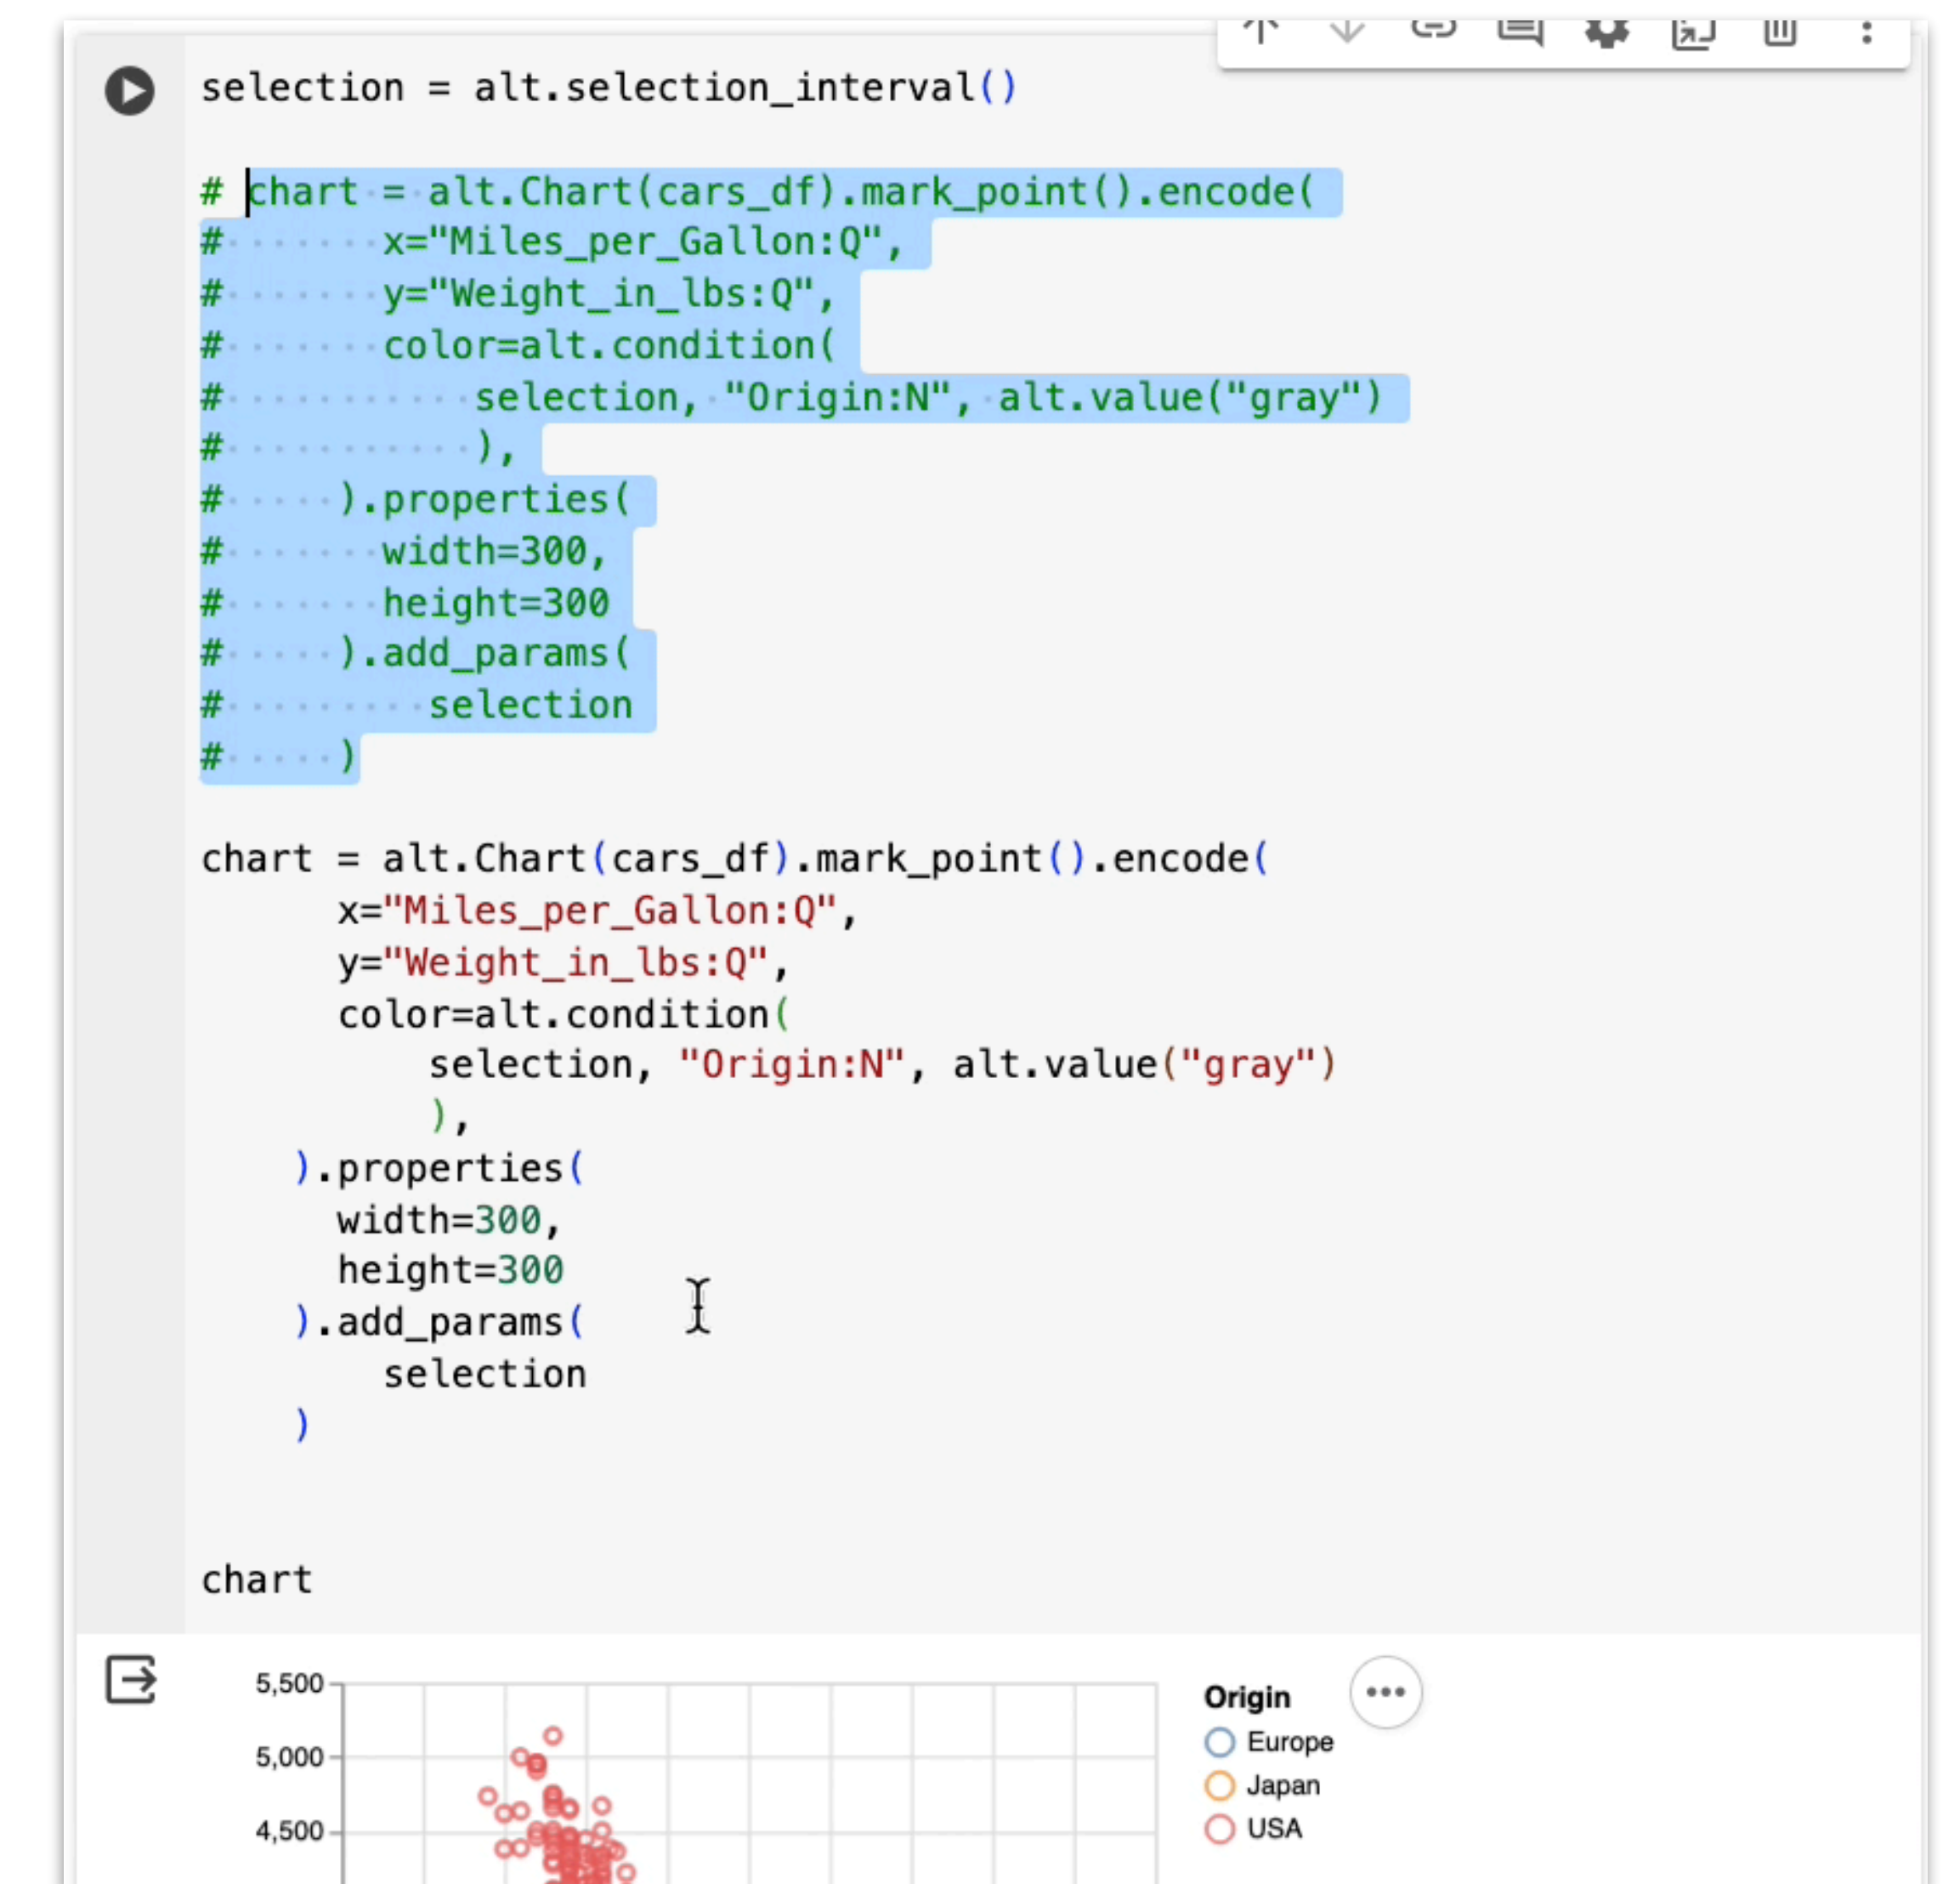 selection = alt.selection_interval()
# chart = alt.Chart(cars_df).mark_point().encode(
#       x="Miles_per_Gallon:Q",
#       y="Weight_in_lbs:Q",
#       color=alt.condition(
#           selection, "Origin:N", alt.value("gray")
#           ),
#     ).properties(
#       width=300,
#       height=300
#     ).add_params(
#         selection
#     )
chart = alt.Chart(cars_df).mark_point().encode(
      x="Miles_per_Gallon:Q",
      y="Weight_in_lbs:Q",
      color=alt.condition(
          selection, "Origin:N", alt.value("gray")
          ),
    ).properties(
      width=300,
      height=300
    ).add_params(
        selection
    )
chart
5,500
5,000
4,500
Origin
Europe
Japan
USA